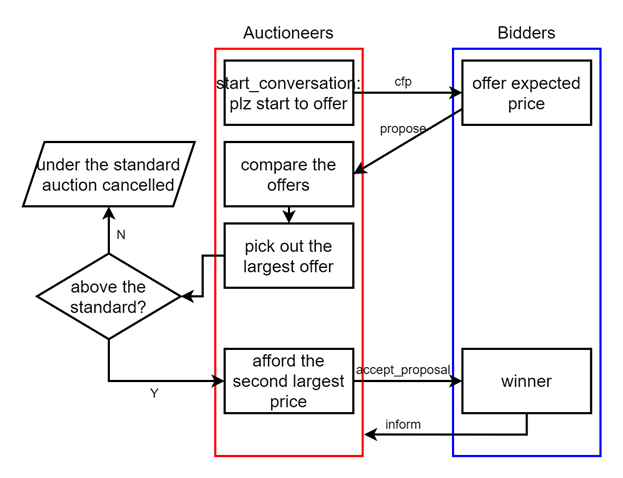 Auctioneers
Bidders
start_conversation:
plz start to offer
cfp
offer expected
price
propose
compare the
offers
under the standard
auction cancelled
N
pick out the
largest offer
above the
standard?
Y
afford the
second largest
price
accept_proposal
winner
inform